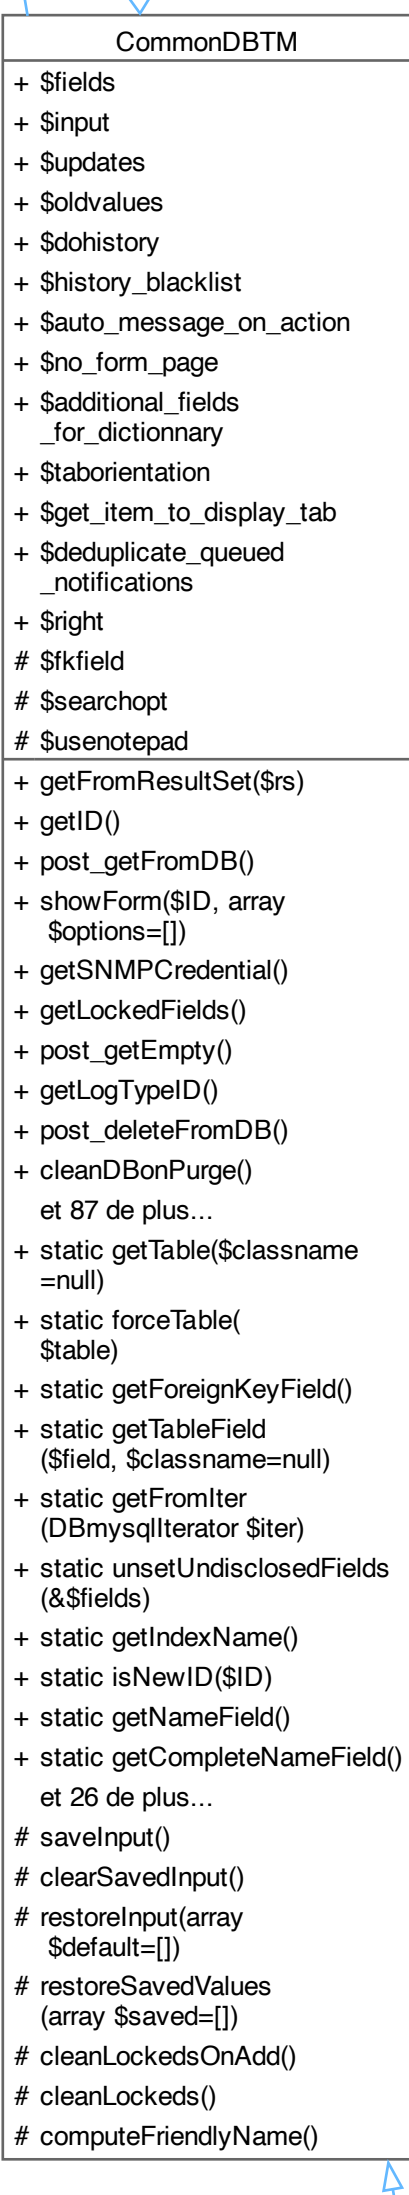 CommonDBTM
+ $fields
+ $input
+ $updates
+ $oldvalues
+ $dohistory
+ $history_blacklist
+ $auto_message_on_action
+ $no_form_page
+ $additional_fields
_for_dictionnary
+ $taborientation
+ $get_item_to_display_tab
+ $deduplicate_queued
_notifications
+ $right
# $fkfield
# $searchopt
# $usenotepad
+ getFromResultSet($rs)
+ getID()
+ post_getFromDB()
+ showForm($ID, array
$options=[])
+ getSNMPCredential()
+ getLockedFields()
+ post_getEmpty()
+ getLogTypeID()
+ post_deleteFromDB()
+ cleanDBonPurge()
et 87 de plus...
+ static getTable($classname
=null)
+ static forceTable(
$table)
+ static getForeignKeyField()
+ static getTableField
($field, $classname=null)
+ static getFromIter
(DBmysqlIterator $iter)
+ static unsetUndisclosedFields
(&$fields)
+ static getIndexName()
+ static isNewID($ID)
+ static getNameField()
+ static getCompleteNameField()
et 26 de plus...
# saveInput()
# clearSavedInput()
# restoreInput(array
$default=[])
# restoreSavedValues
(array $saved=[])
# cleanLockedsOnAdd()
# cleanLockeds()
# computeFriendlyName()